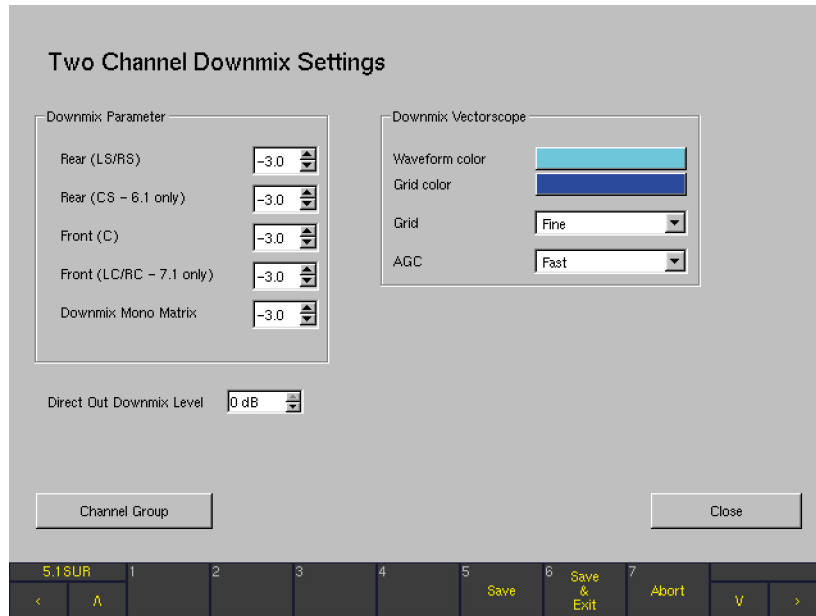 Two Channel Downmix Settings
Downmix Parameter
Rear (LS/RS)
-3.0
Rear (CS - 6.1 only)
-3.0
Front (C)
-3.0
Front (LC/RC - 7.1 only)
-3.0
Downmix Mono Matrix
-3.0
Direct Out Downmix Level
0 dB
Downmix Vectorscope
Waveform color
Grid color
Grid
Fine
AGC
Fast
Channel Group
Close
5.1SUR
< Λ
1
2
3
4
5
Save
6
Save
&
Exit
7
Abort
V >